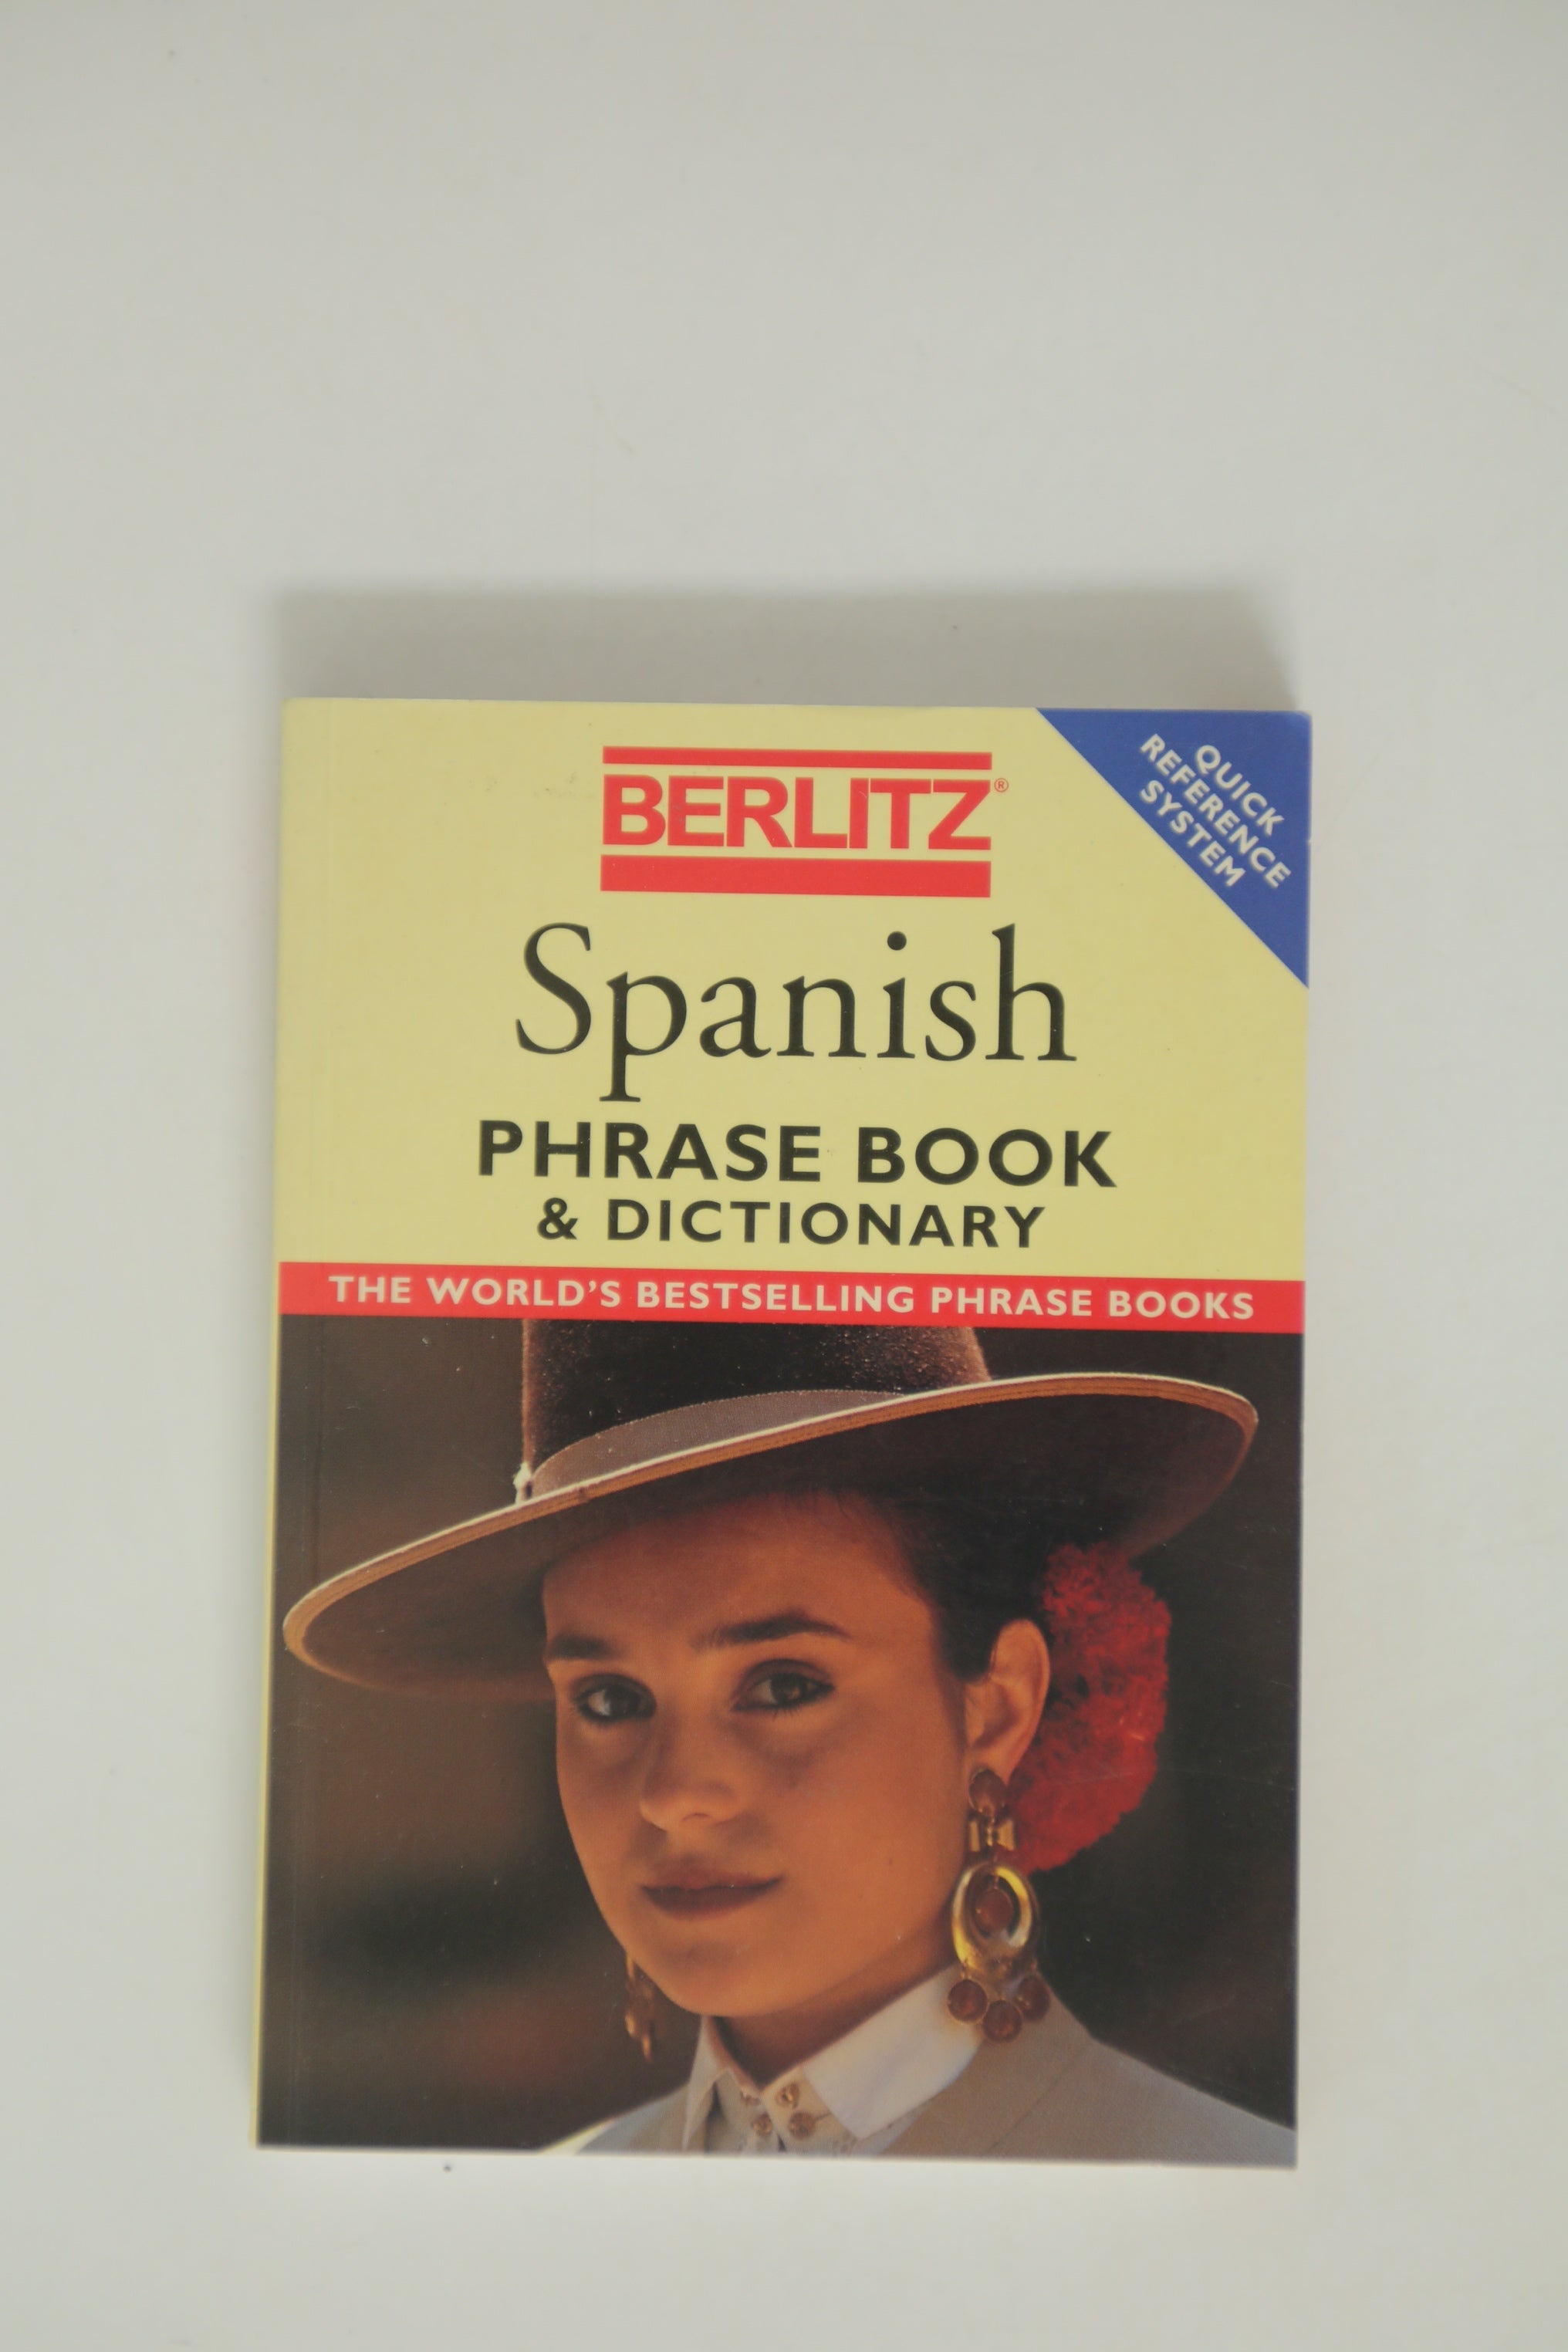 BERLITZ®
QUICK
REFERENCE
SYSTEM
Spanish
PHRASE BOOK
& DICTIONARY
THE WORLD'S BESTSELLING PHRASE BOOKS